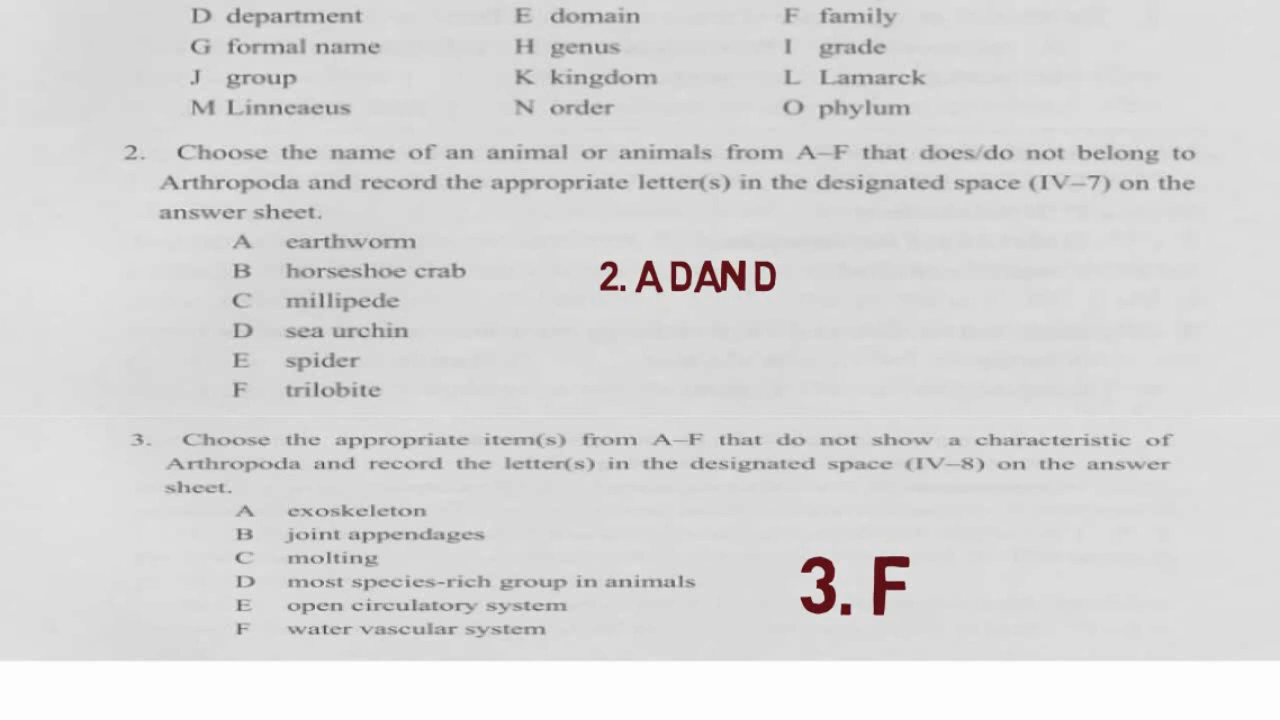 D department E domain F family
G formal name H genus I grade
J group K kingdom L Lamarck
M Linneaeus N order O phylum
2. Choose the name of an animal or animals from A–F that does/do not belong to
Arthropoda and record the appropriate letter(s) in the designated space (IV–7) on the
answer sheet.
A earthworm
B horseshoe crab
C millipede
D sea urchin
E spider
F trilobite
2. A DAND
3. Choose the appropriate item(s) from A–F that do not show a characteristic of
Arthropoda and record the letter(s) in the designated space (IV–8) on the answer
sheet.
A exoskeleton
B joint appendages
C molting
D most species-rich group in animals
E open circulatory system
F water vascular system
3. F